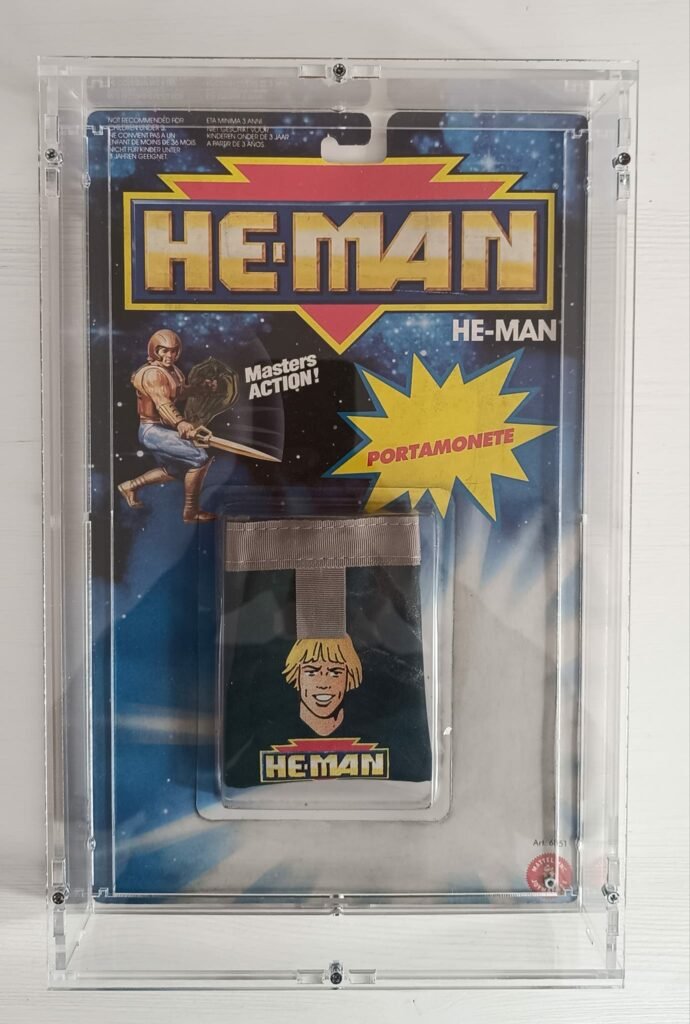 NOT RECOMMENDED FOR
CHILDREN UNDER 3.
NE CONVIENT PAS A UN
ENFANT DE MOINS DE 36 MOIS
NICHT FÜR KINDER UNTER
3 JAHREN GEEIGNET
ETA MINIMA 3 ANNI
NIET GESCHIKT VOOR
KINDEREN ONDER DE 3 JAAR
A PARTIR DE 3 AÑOS.
HE-MAN®
HE-MAN
Masters
ACTION!
PORTAMONETE
HE-MAN
Art.
MATTEL